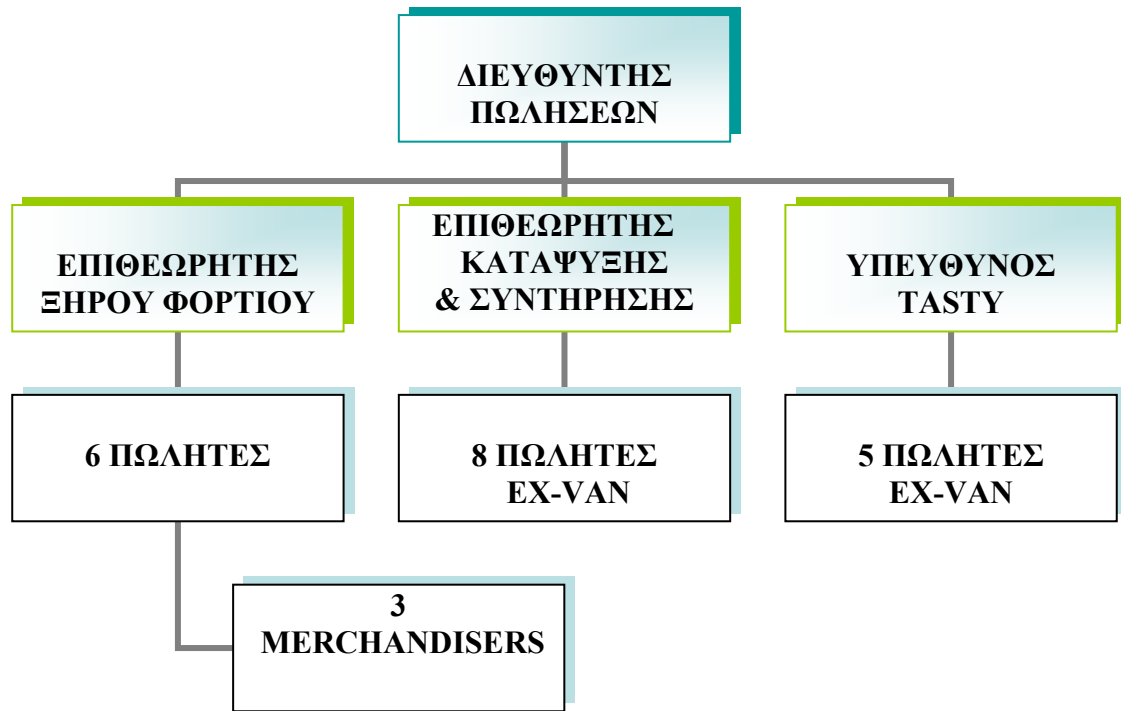 ΔΙΕΥΘΥΝΤΗΣ
ΠΩΛΗΣΕΩΝ
ΕΠΙΘΕΩΡΗΤΗΣ
ΞΗΡΟΥ ΦΟΡΤΙΟΥ
ΕΠΙΘΕΩΡΗΤΗΣ
ΚΑΤΑΨΥΞΗΣ
& ΣΥΝΤΗΡΗΣΗΣ
ΥΠΕΥΘΥΝΟΣ
TASTY
6 ΠΩΛΗΤΕΣ
8 ΠΩΛΗΤΕΣ
EX-VAN
5 ΠΩΛΗΤΕΣ
EX-VAN
3
MERCHANDISERS